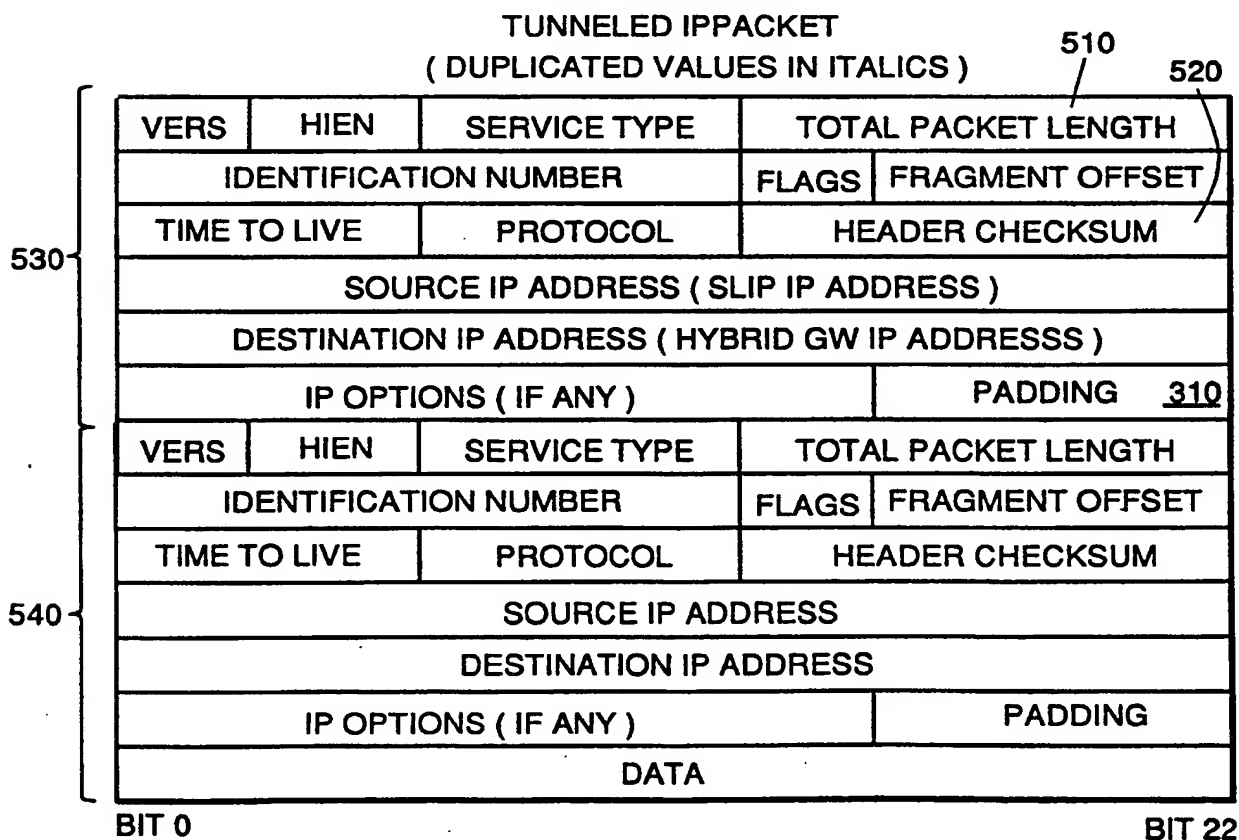 TUNNELED IPPACKET
( DUPLICATED VALUES IN ITALICS )
510
520
VERS HIEN SERVICE TYPE TOTAL PACKET LENGTH
IDENTIFICATION NUMBER FLAGS FRAGMENT OFFSET
TIME TO LIVE PROTOCOL HEADER CHECKSUM
530
SOURCE IP ADDRESS ( SLIP IP ADDRESS )
DESTINATION IP ADDRESS ( HYBRID GW IP ADDRESSS )
IP OPTIONS ( IF ANY ) PADDING 310
VERS HIEN SERVICE TYPE TOTAL PACKET LENGTH
IDENTIFICATION NUMBER FLAGS FRAGMENT OFFSET
TIME TO LIVE PROTOCOL HEADER CHECKSUM
540
SOURCE IP ADDRESS
DESTINATION IP ADDRESS
IP OPTIONS ( IF ANY ) PADDING
DATA
BIT 0 BIT 22